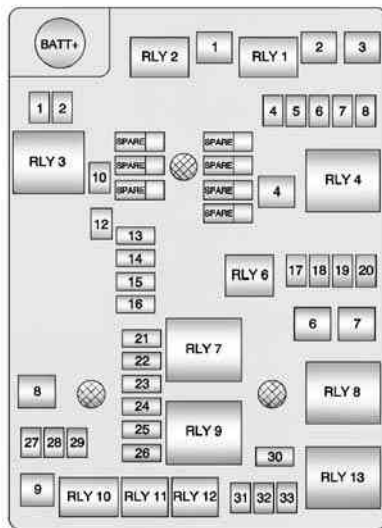 BATT+
RLY 2
1
RLY 1
2
3
1 2
4 5 6 7 8
RLY 3
SPARE
SPARE
SPARE
SPARE
SPARE
SPARE
SPARE
10
4
RLY 4
12
13
14
15
16
RLY 6
17 18 19 20
6
7
21
22
23
24
25
26
RLY 7
8
RLY 8
RLY 9
27 28 29
30
9
RLY 10
RLY 11
RLY 12
31 32 33
RLY 13